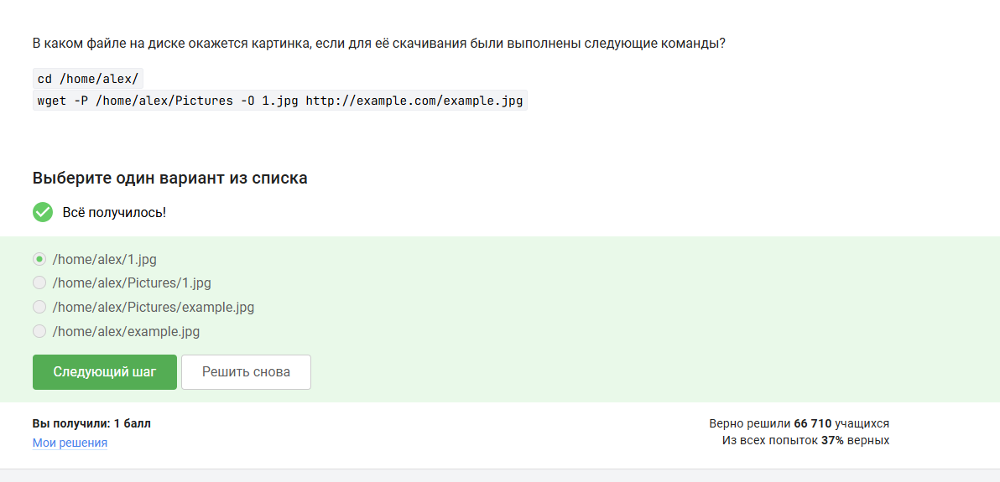 В каком файле на диске окажется картинка, если для её скачивания были выполнены следующие команды?
cd /home/alex/
wget -P /home/alex/Pictures -O 1.jpg http://example.com/example.jpg
Выберите один вариант из списка
Всё получилось!
/home/alex/1.jpg
/home/alex/Pictures/1.jpg
/home/alex/Pictures/example.jpg
/home/alex/example.jpg
Следующий шаг Решить снова
Вы получили: 1 балл
Мои решения
Верно решили 66 710 учащихся
Из всех попыток 37% верных